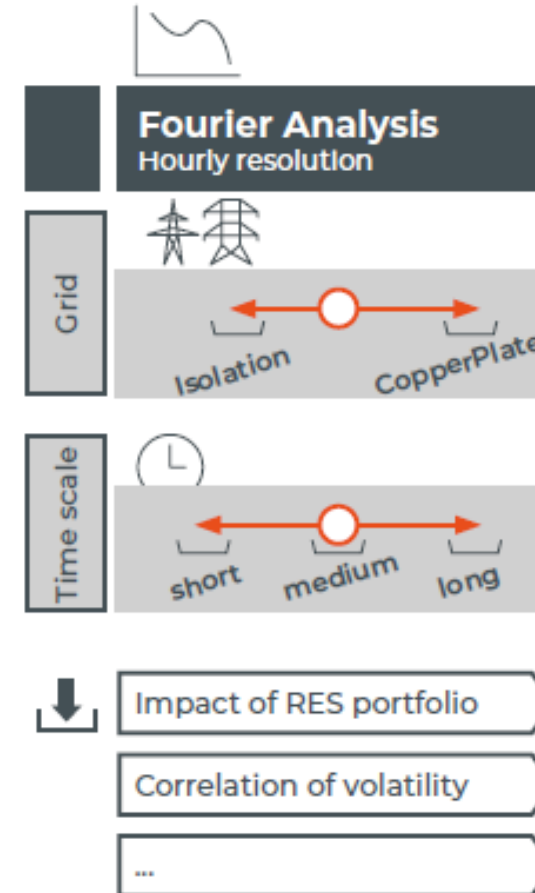 Fourier Analysis
Hourly resolution
Grid
Isolation
CopperPlate
Time scale
short
medium
long
Impact of RES portfolio
Correlation of volatility
...